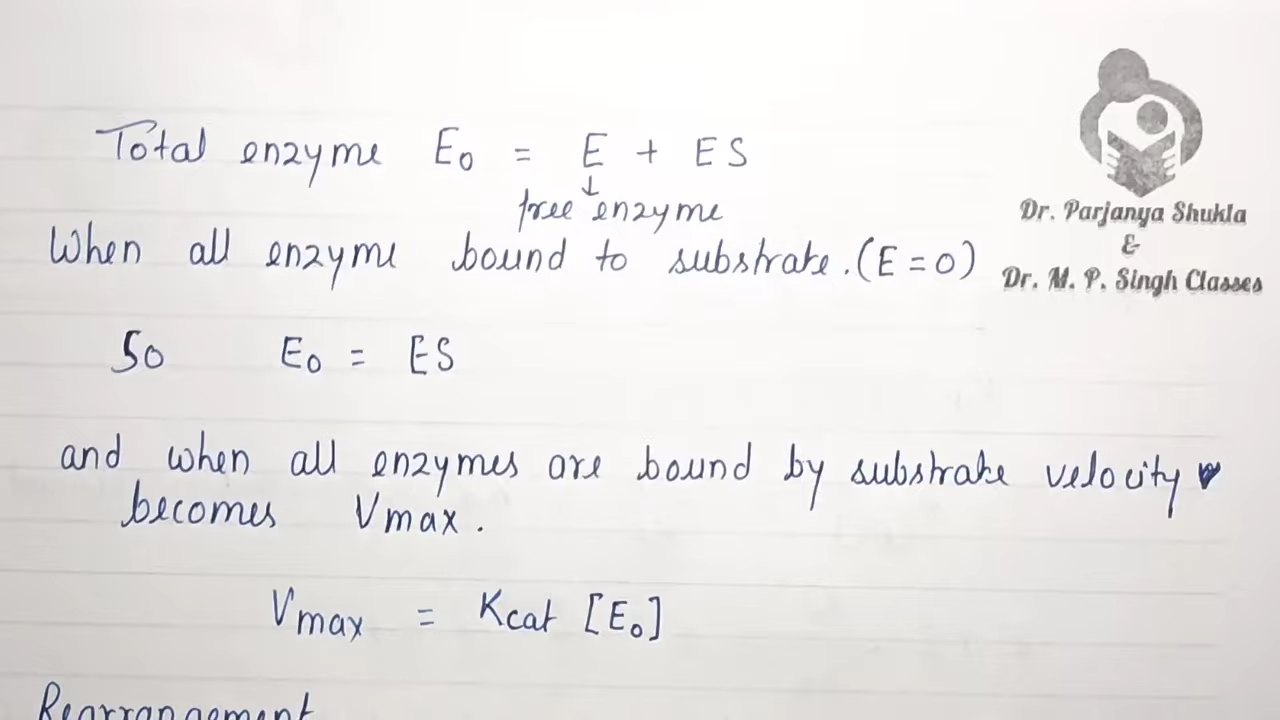 Total enzyme E₀ = E + ES
↓
free enzyme
When all enzyme bound to substrate. (E = 0)
So E₀ = ES
and when all enzymes are bound by substrate velocity
becomes Vmax.
Vmax = Kcat [E₀]
Rearrangement
Dr. Parjanya Shukla
&
Dr. M. P. Singh Classes